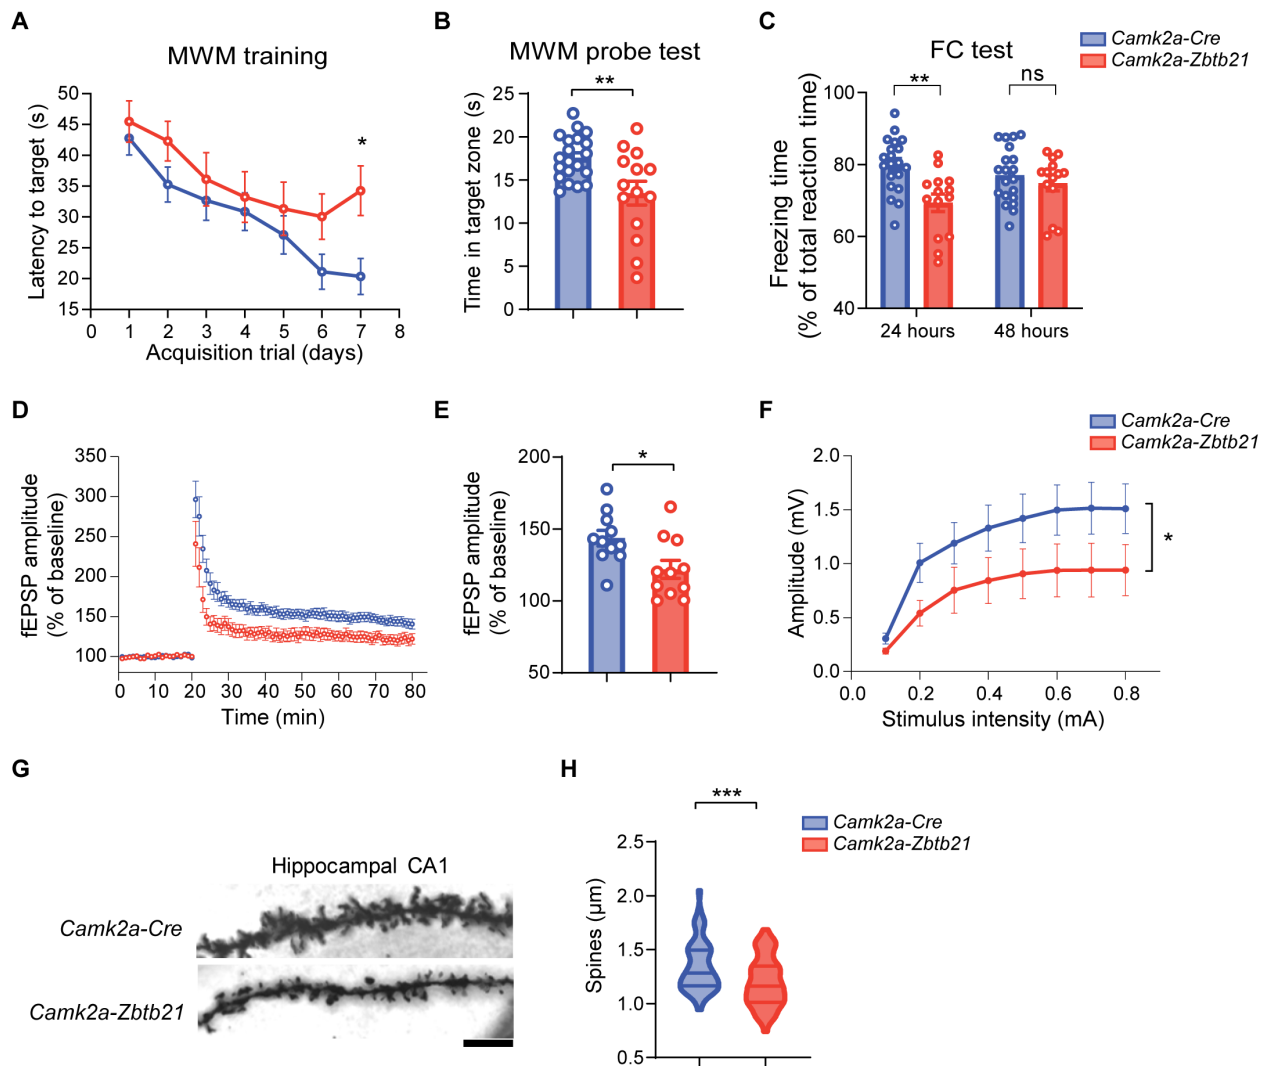 A
MWM training
Latency to target (s)
50
45
40
35
30
25
20
15
*
0 1 2 3 4 5 6 7 8
Acquisition trial (days)
B
MWM probe test
**
Time in target zone (s)
25
20
15
10
5
0
C
FC test
Camk2a-Cre
Camk2a-Zbtb21
** ns
Freezing time
(% of total reaction time)
100
80
60
40
24 hours 48 hours
D
fEPSP amplitude
(% of baseline)
350
300
250
200
150
100
0 10 20 30 40 50 60 70 80
Time (min)
E
*
fEPSP amplitude
(% of baseline)
200
150
100
50
F
Camk2a-Cre
Camk2a-Zbtb21
Amplitude (mV)
2.0
1.5
1.0
0.5
0.0
*
0.0 0.2 0.4 0.6 0.8
Stimulus intensity (mA)
G
Hippocampal CA1
Camk2a-Cre
Camk2a-Zbtb21
H
***
Camk2a-Cre
Camk2a-Zbtb21
Spines (μm)
2.5
2.0
1.5
1.0
0.5